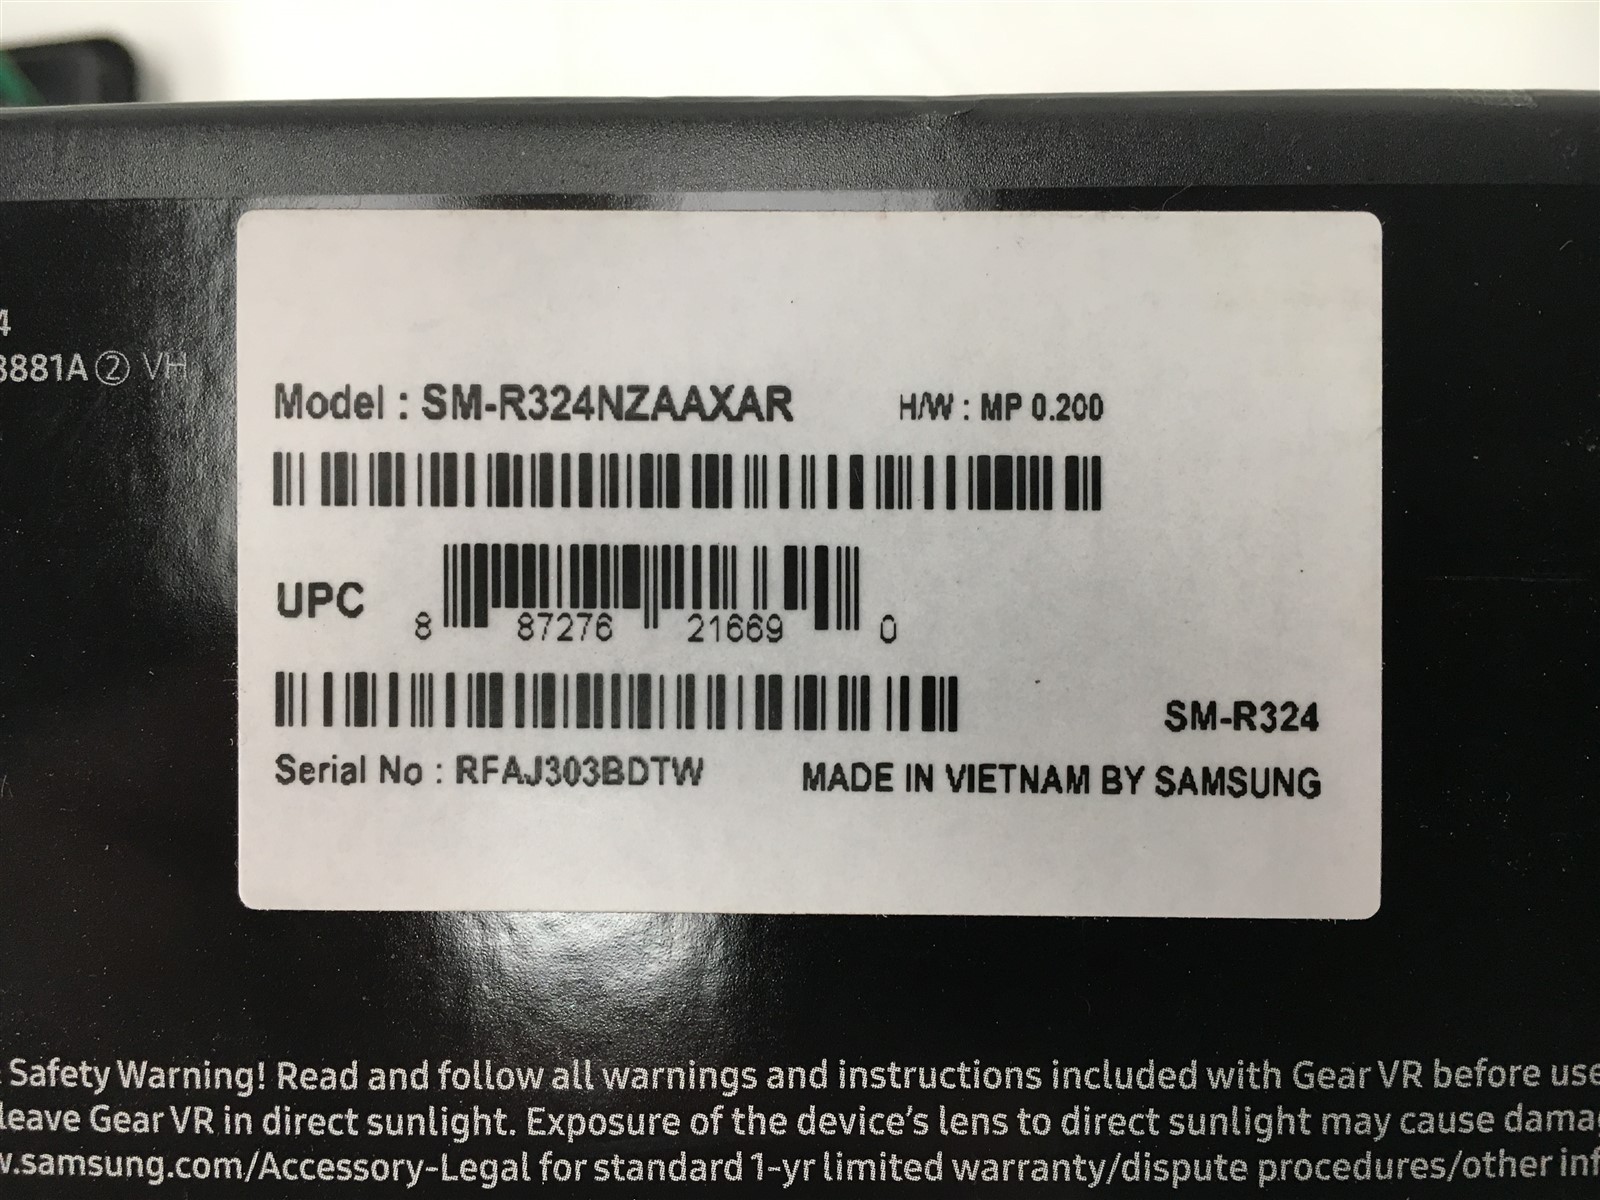 4
8881A② VH
Model : SM-R324NZAAXAR H/W : MP 0.200
UPC 8 87276 21669 0
SM-R324
Serial No : RFAJ303BDTW MADE IN VIETNAM BY SAMSUNG
Safety Warning! Read and follow all warnings and instructions included with Gear VR before use
leave Gear VR in direct sunlight. Exposure of the device's lens to direct sunlight may cause dama
w.samsung.com/Accessory-Legal for standard 1-yr limited warranty/dispute procedures/other inf